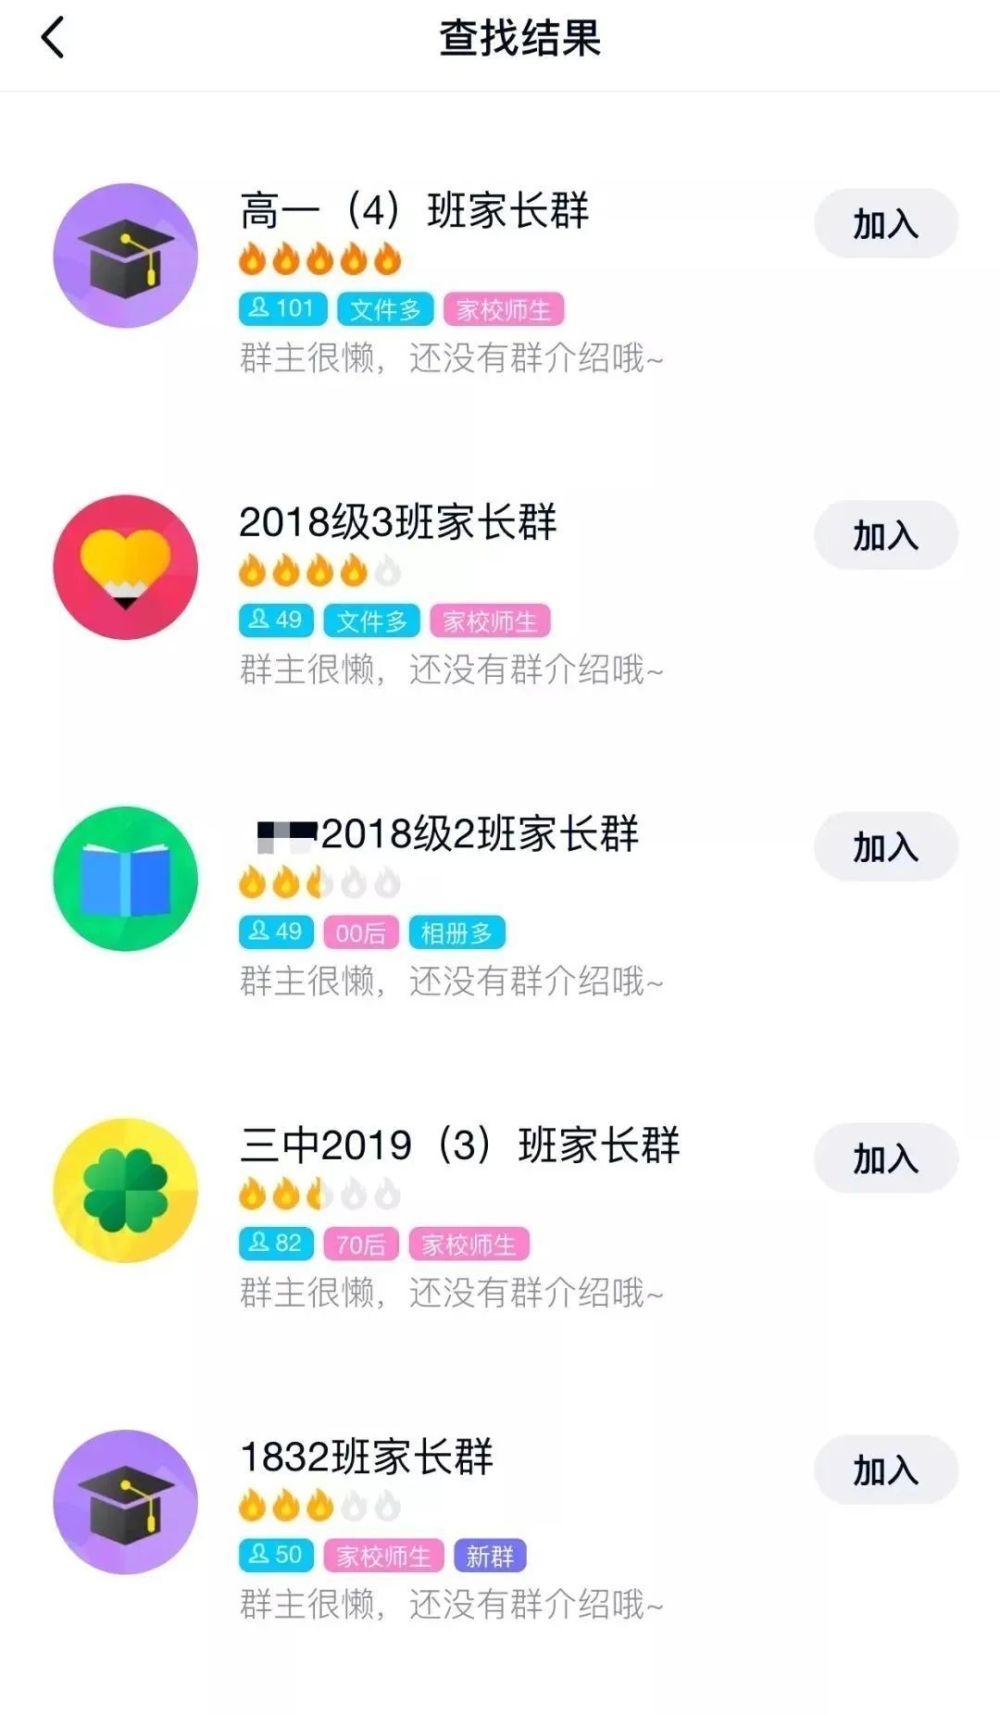 查找结果
高一（4）班家长群
加入
101 文件多 家校师生
群主很懒，还没有群介绍哦~
2018级3班家长群
加入
49 文件多 家校师生
群主很懒，还没有群介绍哦~
2018级2班家长群
加入
49 00后 相册多
群主很懒，还没有群介绍哦~
三中2019（3）班家长群
加入
82 70后 家校师生
群主很懒，还没有群介绍哦~
1832班家长群
加入
50 家校师生 新群
群主很懒，还没有群介绍哦~